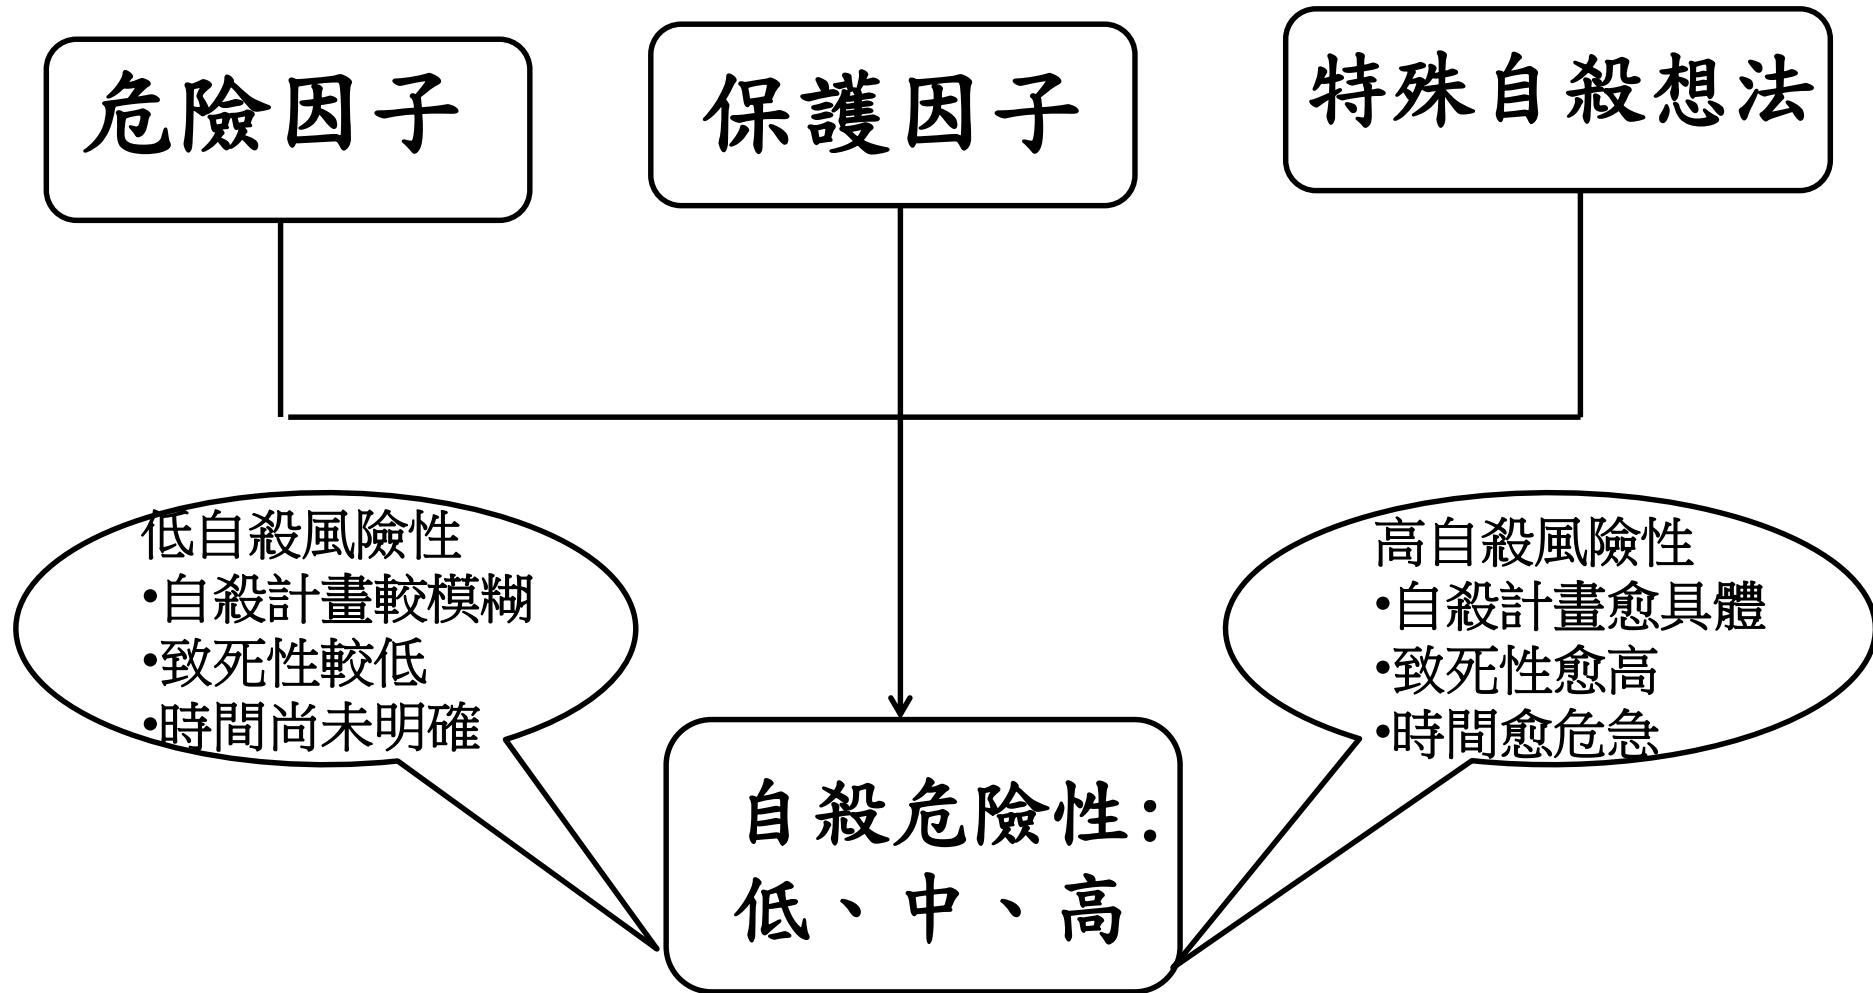 危險因子
保護因子
特殊自殺想法
低自殺風險性
•自殺計畫較模糊
•致死性較低
•時間尚未明確
高自殺風險性
•自殺計畫愈具體
•致死性愈高
•時間愈危急
自殺危險性:
低、中、高